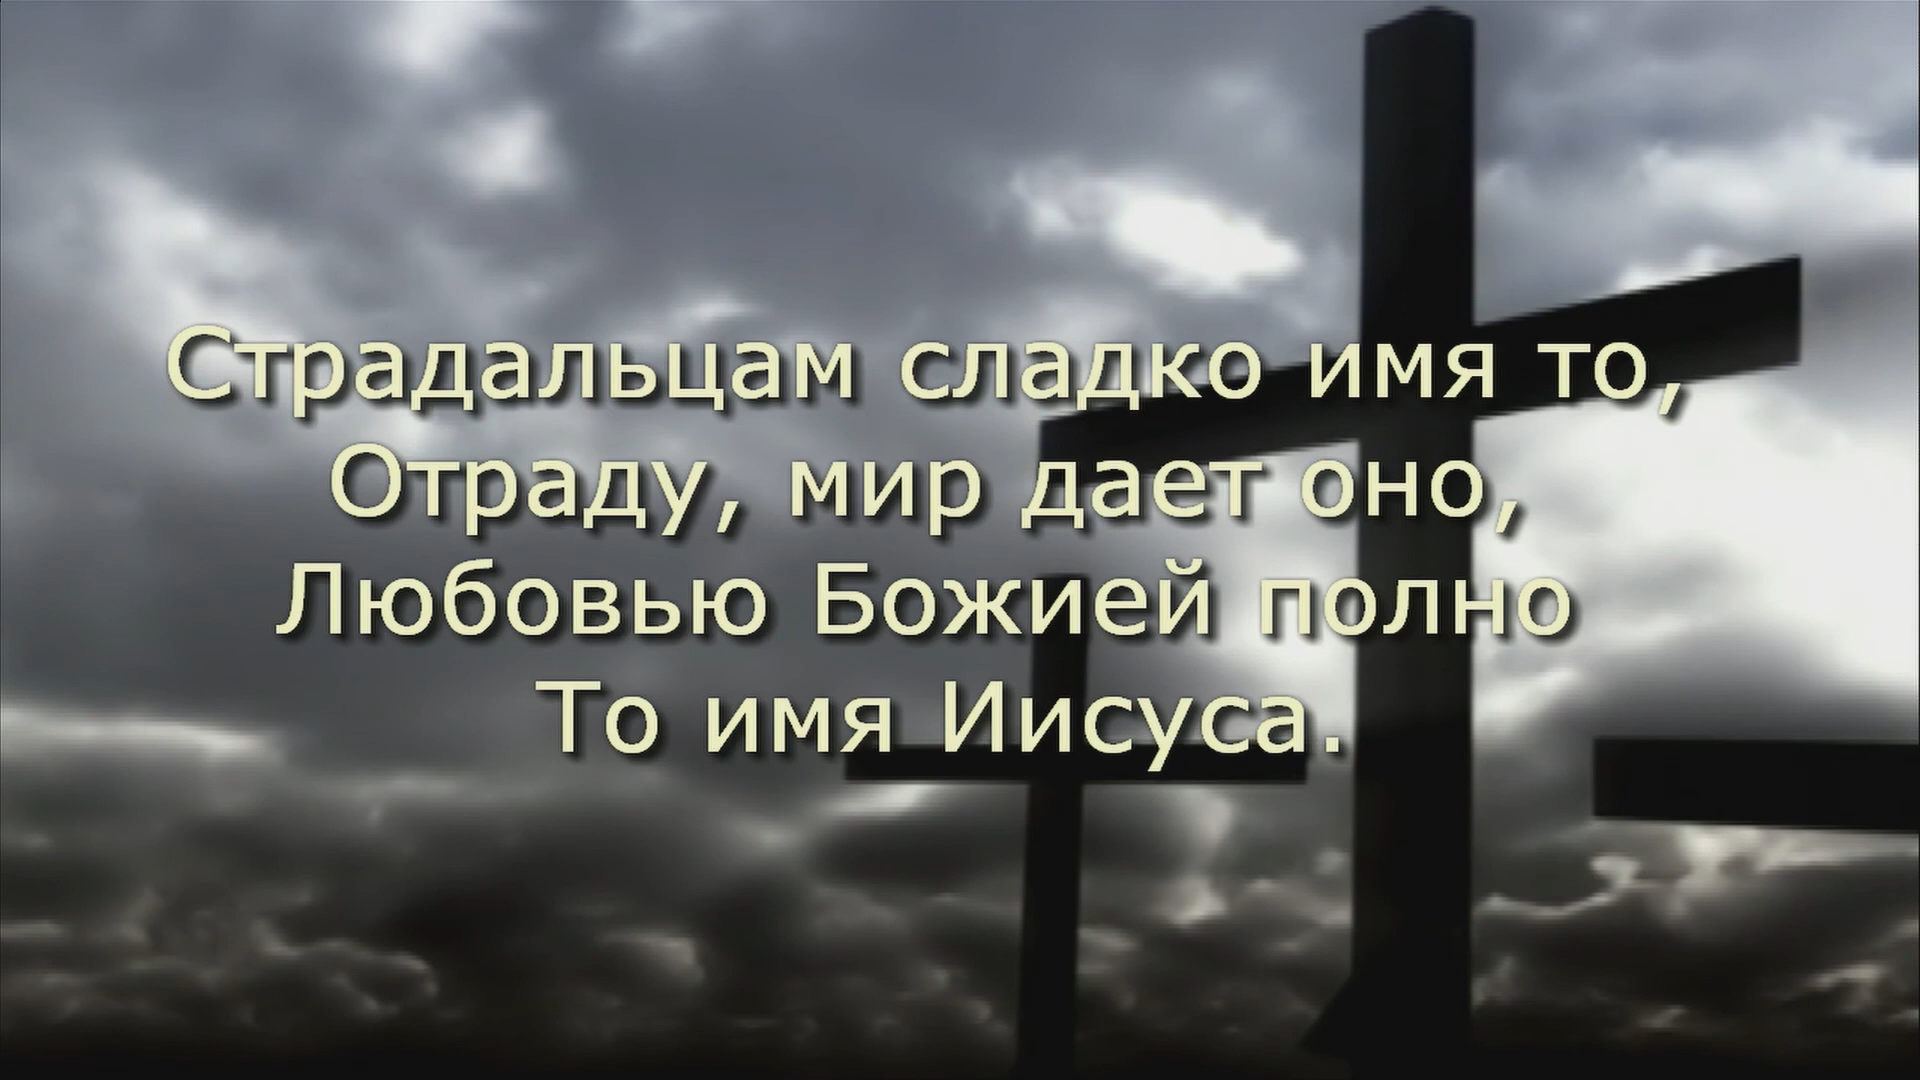 Страдальцам сладко имя то,
Отраду, мир дает оно,
Любовью Божией полно
То имя Иисуса.